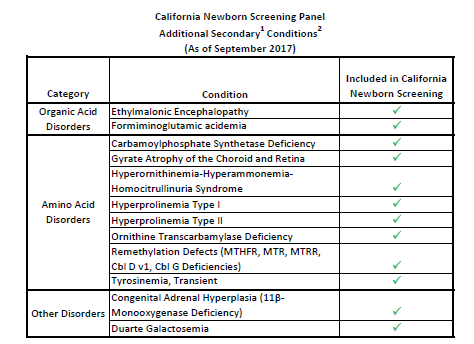 California Newborn Screening Panel
Additional Secondary¹ Conditions²
(As of September 2017)
Category
Condition
Included in California
Newborn Screening
Organic Acid
Disorders
Ethylmalonic Encephalopathy
✓
Formiminoglutamic acidemia
✓
Amino Acid
Disorders
Carbamoylphosphate Synthetase Deficiency
✓
Gyrate Atrophy of the Choroid and Retina
✓
Hyperornithinemia-Hyperammonemia-
Homocitrullinuria Syndrome
✓
Hyperprolinemia Type I
✓
Hyperprolinemia Type II
✓
Ornithine Transcarbamylase Deficiency
✓
Remethylation Defects (MTHFR, MTR, MTRR,
Cbl D v1, Cbl G Deficiencies)
✓
Tyrosinemia, Transient
✓
Other Disorders
Congenital Adrenal Hyperplasia (11β-
Monooxygenase Deficiency)
✓
Duarte Galactosemia
✓